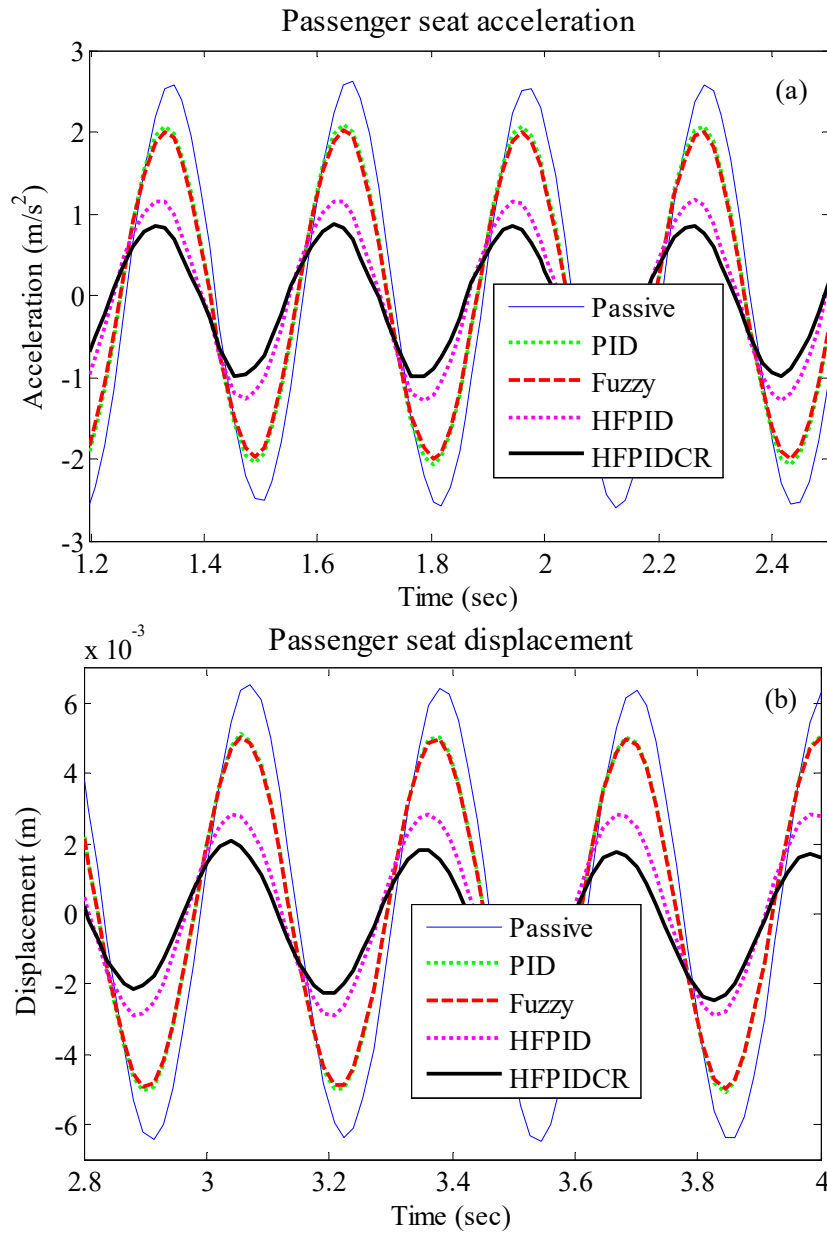 Passenger seat acceleration
(a)
3
2
1
0
-1
-2
-3
Acceleration (m/s²)
Passive
PID
Fuzzy
HFPID
HFPIDCR
1.2 1.4 1.6 1.8 2 2.2 2.4
Time (sec)
x 10⁻³
Passenger seat displacement
(b)
6
4
2
0
-2
-4
-6
Displacement (m)
Passive
PID
Fuzzy
HFPID
HFPIDCR
2.8 3 3.2 3.4 3.6 3.8 4
Time (sec)